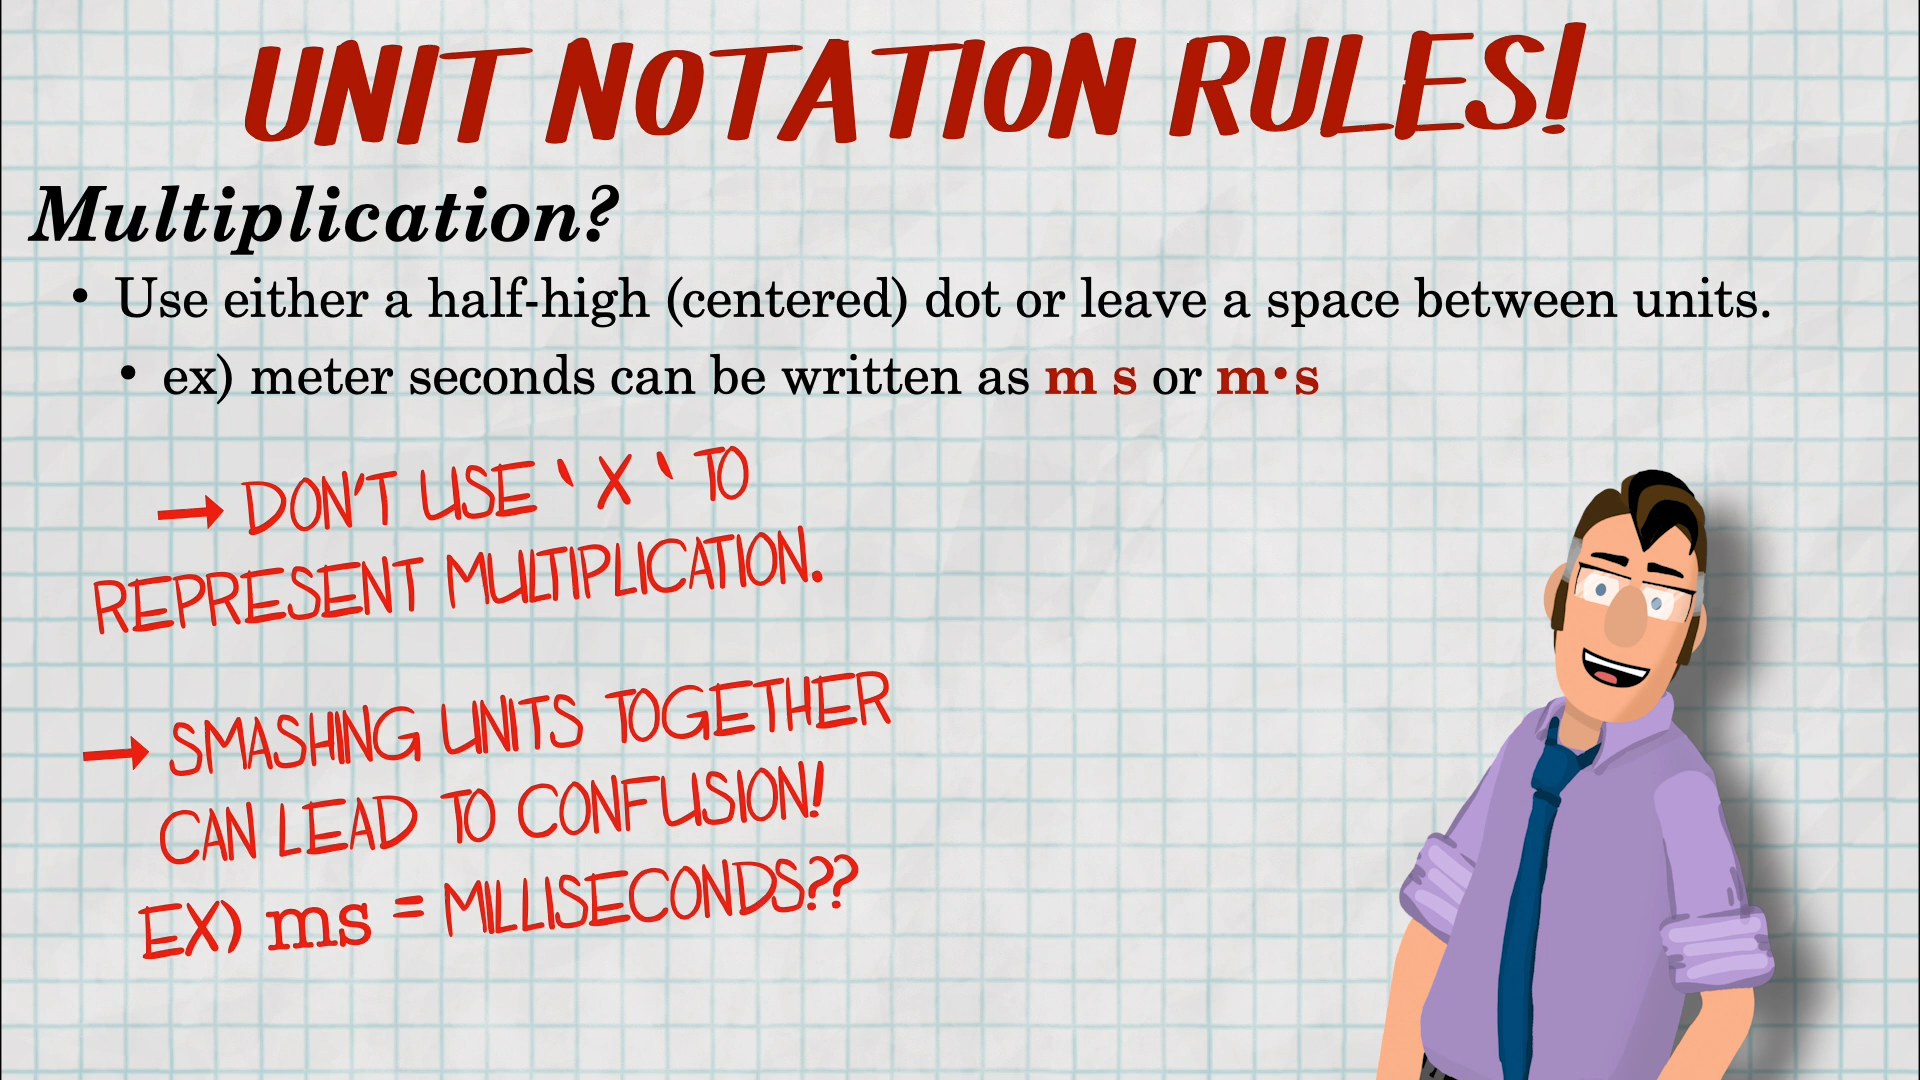 UNIT NOTATION RULES!
Multiplication?
• Use either a half-high (centered) dot or leave a space between units.
• ex) meter seconds can be written as m s or m·s
→ DON'T USE ‘ X ‘ TO
REPRESENT MULTIPLICATION.
→ SMASHING UNITS TOGETHER
CAN LEAD TO CONFUSION!
EX) ms = MILLISECONDS??